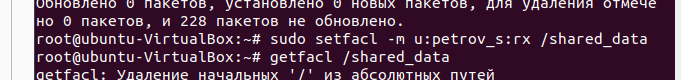 Обновлено 0 пакетов, установлено 0 новых пакетов, для удаления отмече
но 0 пакетов, и 228 пакетов не обновлено.
root@ubuntu-VirtualBox:~# sudo setfacl -m u:petrov_s:rx /shared_data
root@ubuntu-VirtualBox:~# getfacl /shared_data
getfacl: Удаление начальных '/' из абсолютных путей